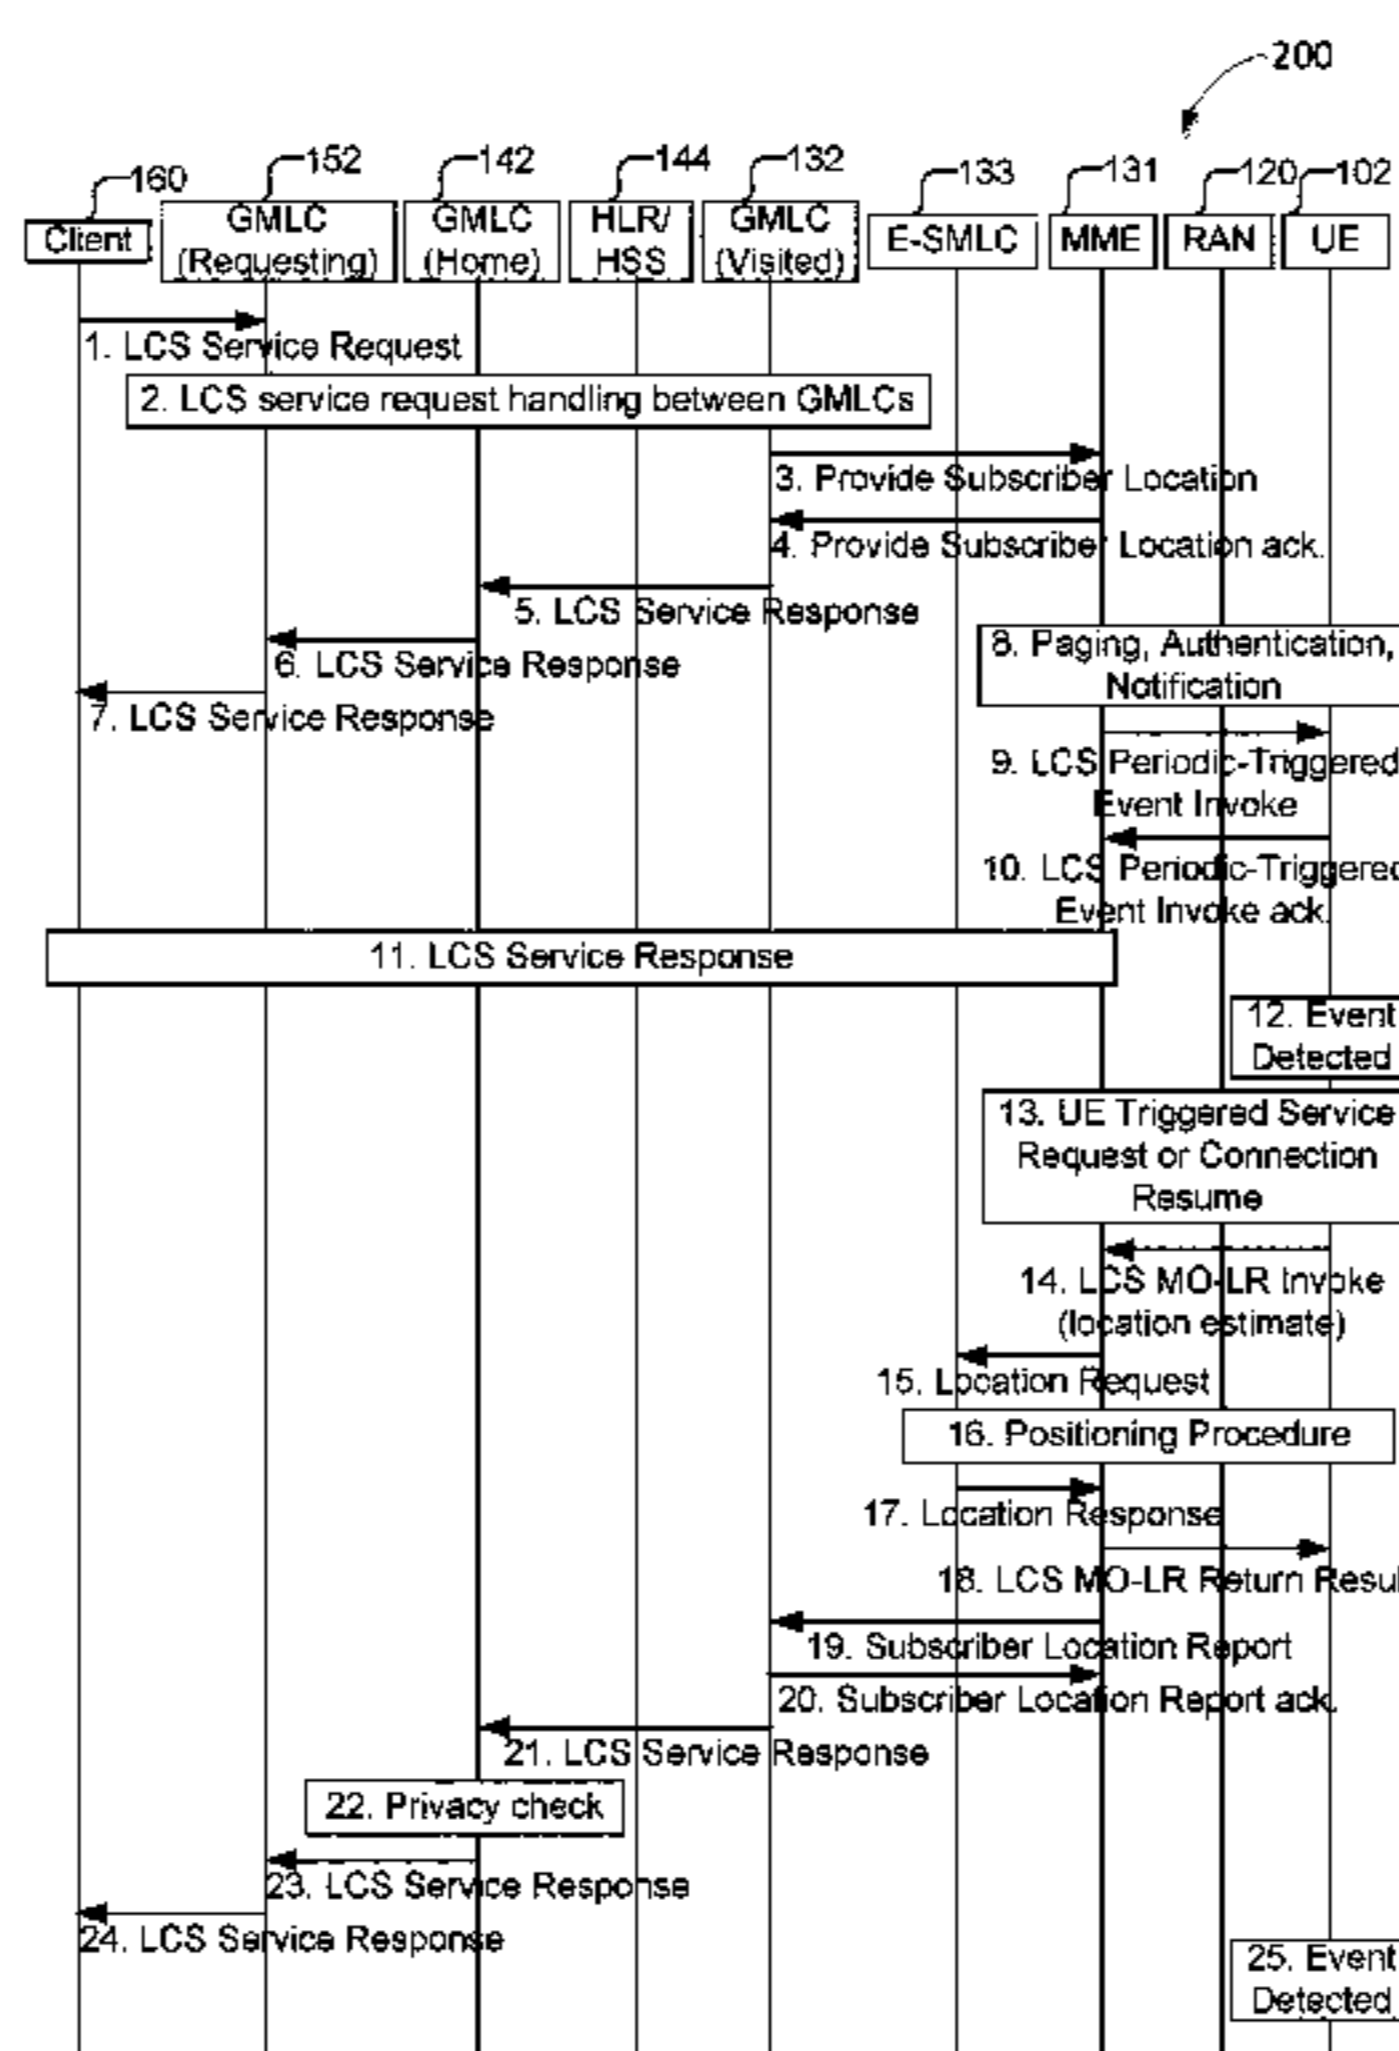 200
160
152
142
144
132
133
131
120
102
Client
GMLC
(Requesting)
GMLC
(Home)
HLR/
HSS
GMLC
(Visited)
E-SMLC
MME
RAN
UE
1. LCS Service Request
2. LCS service request handling between GMLCs
3. Provide Subscriber Location
4. Provide Subscriber Location ack.
5. LCS Service Response
6. LCS Service Response
7. LCS Service Response
8. Paging, Authentication,
Notification
9. LCS Periodic-Triggered
Event Invoke
10. LCS Periodic-Triggered
Event Invoke ack.
11. LCS Service Response
12. Event
Detected
13. UE Triggered Service
Request or Connection
Resume
14. LCS MO-LR Invoke
(location estimate)
15. Location Request
16. Positioning Procedure
17. Location Response
18. LCS MO-LR Return Resul
19. Subscriber Location Report
20. Subscriber Location Report ack.
21. LCS Service Response
22. Privacy check
23. LCS Service Response
24. LCS Service Response
25. Event
Detected